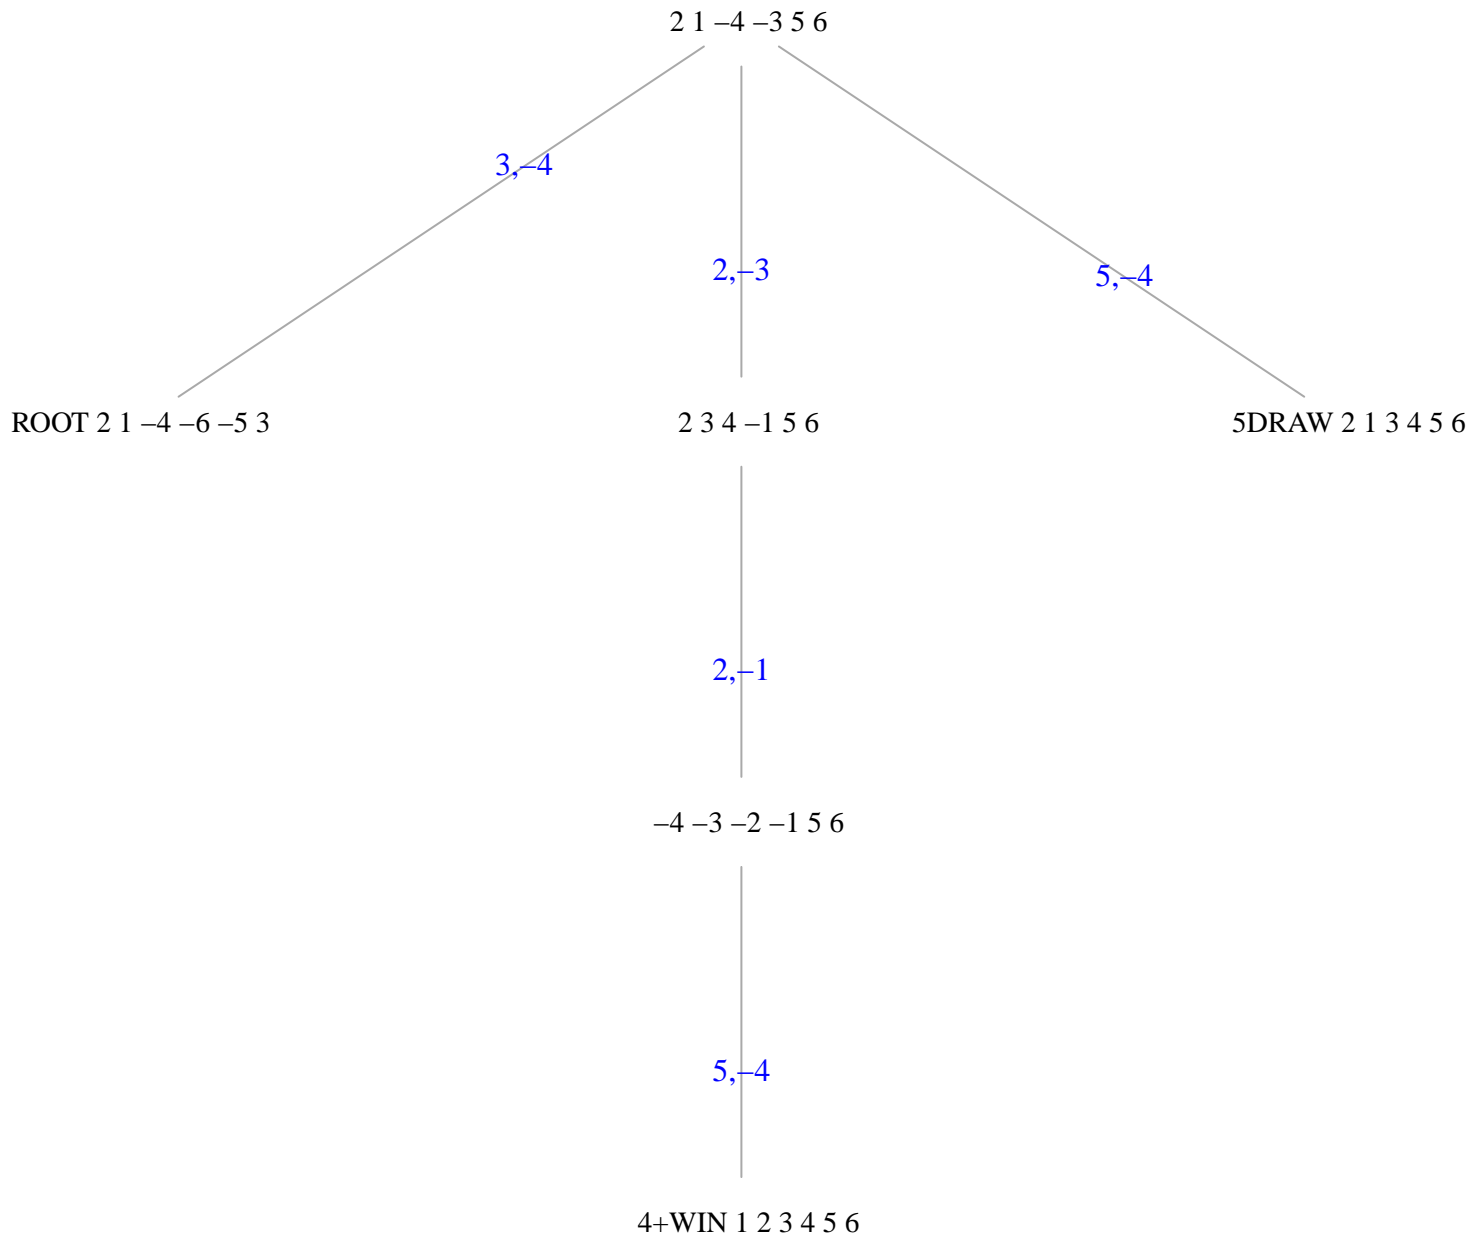 2 1 –4 –3 5 6
3,–4
2,–3
5,–4
ROOT 2 1 –4 –6 –5 3
2 3 4 –1 5 6
5DRAW 2 1 3 4 5 6
2,–1
–4 –3 –2 –1 5 6
5,–4
4+WIN 1 2 3 4 5 6